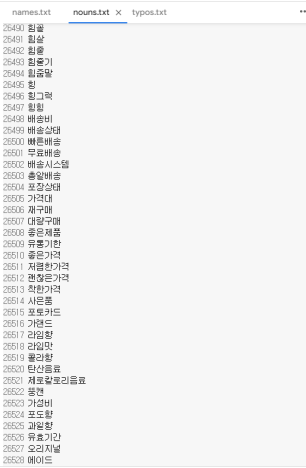 names.txt nouns.txt × typos.txt
26490 힘꼴
26491 힘살
26492 힘줄
26493 힘줄기
26494 힘줌말
26495 힝
26496 힝그럭
26497 힝힝
26498 배송비
26499 배송상태
26500 빠른배송
26501 무료배송
26502 배송시스템
26503 총알배송
26504 포장상태
26505 가격대
26506 재구매
26507 대량구매
26508 좋은제품
26509 유통기한
26510 좋은가격
26511 저렴한가격
26512 괜찮은가격
26513 착한가격
26514 사은품
26515 포토카드
26516 가랜드
26517 라임향
26518 라임맛
26519 콜라향
26520 탄산음료
26521 제로칼로리음료
26522 뚱캔
26523 가성비
26524 포도향
26525 과일향
26526 유효기간
26527 오리지널
26528 에이드